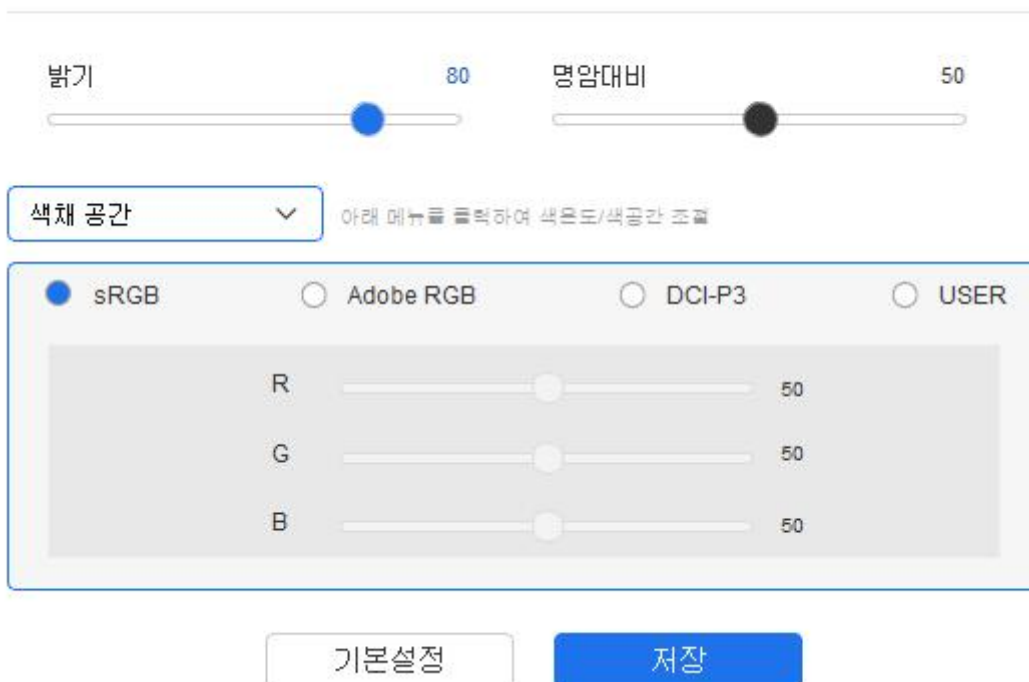 밝기 80 명암대비 50
색채 공간 아래 메뉴를 클릭하여 색온도/색공간 조절
sRGB Adobe RGB DCI-P3 USER
R 50
G 50
B 50
기본설정 저장